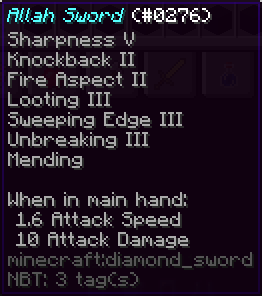 Allah Sword (#0276)
Sharpness V
Knockback II
Fire Aspect II
Looting III
Sweeping Edge III
Unbreaking III
Mending
When in main hand:
1.6 Attack Speed
10 Attack Damage
minecraft:diamond_sword
NBT: 3 tag(s)